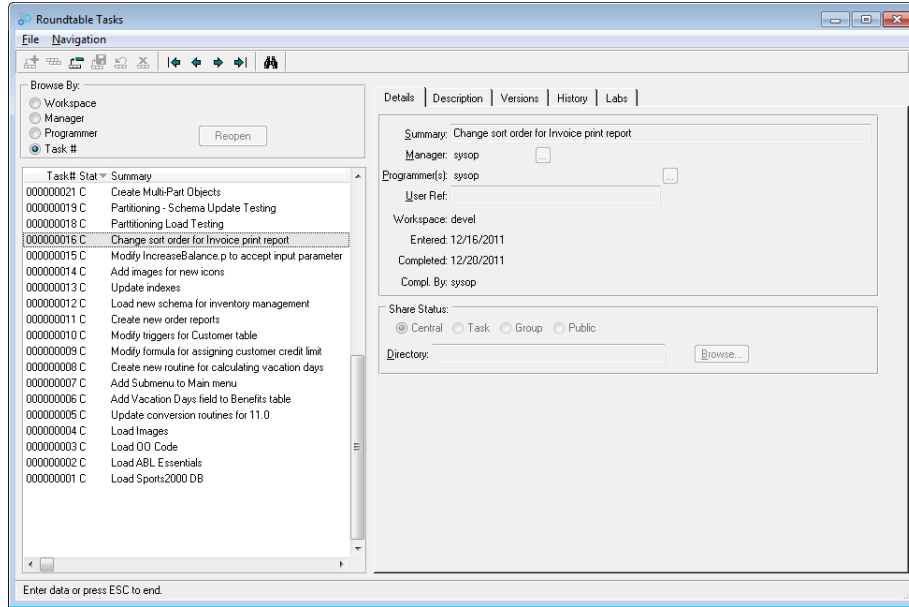 Roundtable Tasks
File Navigation
Browse By:
Workspace
Manager
Programmer
Task #
Reopen
Task# Stat Summary
000000021 C Create Multi-Part Objects
000000019 C Partitioning - Schema Update Testing
000000018 C Parttitioning Load Testing
000000016 C Change sort order for Invoice print report
000000015 C Modify IncreaseBalance.p to accept input parameter
000000014 C Add images for new icons
000000013 C Update indexes
000000012 C Load new schema for inventory management
000000011 C Create new order reports
000000010 C Modify triggers for Customer table
000000009 C Modify formula for assigning customer credit limit
000000008 C Create new routine for calculating vacation days
000000007 C Add Submenu to Main menu
000000006 C Add Vacation Days field to Benefits table
000000005 C Update conversion routines for 11.0
000000004 C Load Images
000000003 C Load OO Code
000000002 C Load ABL Essentials
000000001 C Load Sports2000 DB
Details Description Versions History Labs
Summary: Change sort order for Invoice print report
Manager: sysop ...
Programmer(s): sysop ...
User Ref:
Workspace: devel
Entered: 12/16/2011
Completed: 12/20/2011
Compl. By: sysop
Share Status:
Central Task Group Public
Directory: Browse...
Enter data or press ESC to end.